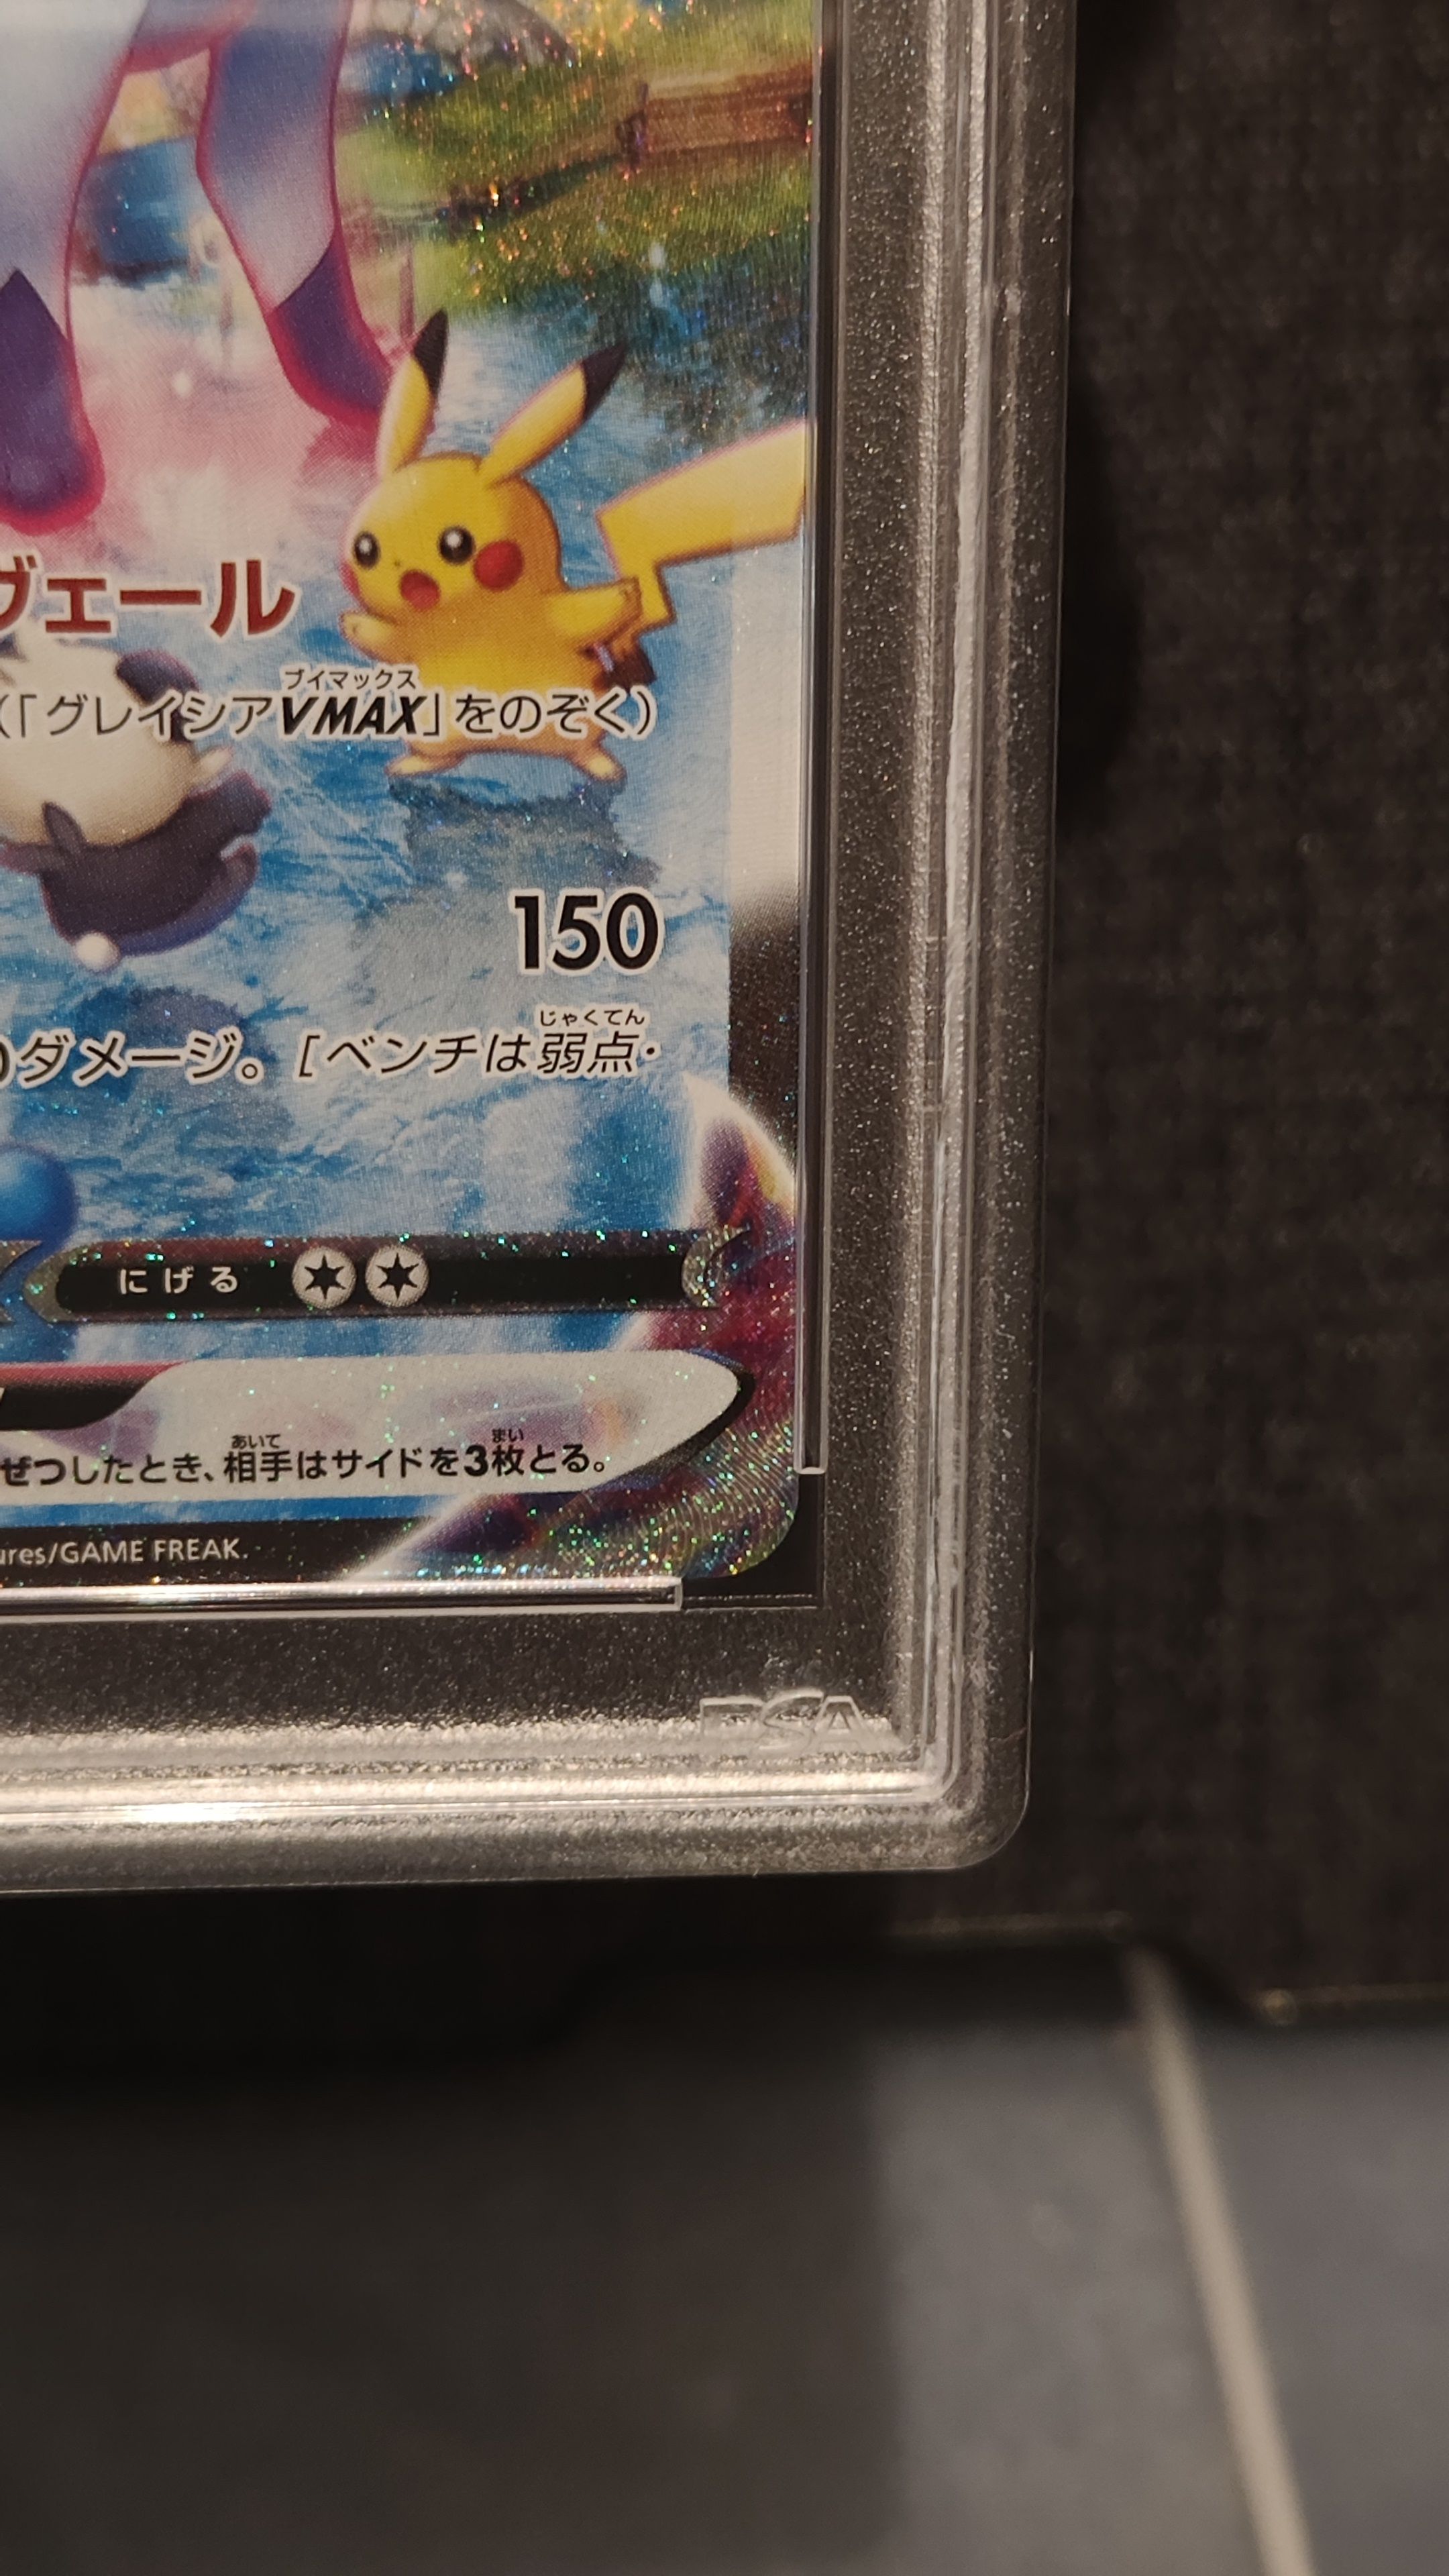 ヴェール
ブイマックス
(「グレイシアVMAX」をのぞく)
150
じゃくてん
ダメージ。[ベンチは弱点・
にげる
あいて まい
ぜつしたとき、相手はサイドを3枚とる。
ures/GAME FREAK.
PSA